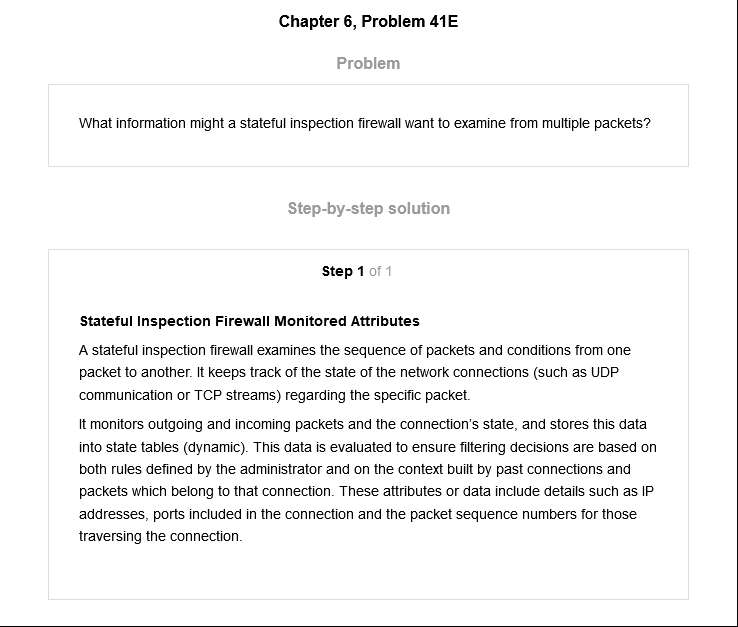 Chapter 6, Problem 41E
Problem
What information might a stateful inspection firewall want to examine from multiple packets?
Step-by-step solution
Step 1 of 1
Stateful Inspection Firewall Monitored Attributes
A stateful inspection firewall examines the sequence of packets and conditions from one
packet to another. It keeps track of the state of the network connections (such as UDP
communication or TCP streams) regarding the specific packet.
It monitors outgoing and incoming packets and the connection’s state, and stores this data
into state tables (dynamic). This data is evaluated to ensure filtering decisions are based on
both rules defined by the administrator and on the context built by past connections and
packets which belong to that connection. These attributes or data include details such as IP
addresses, ports included in the connection and the packet sequence numbers for those
traversing the connection.